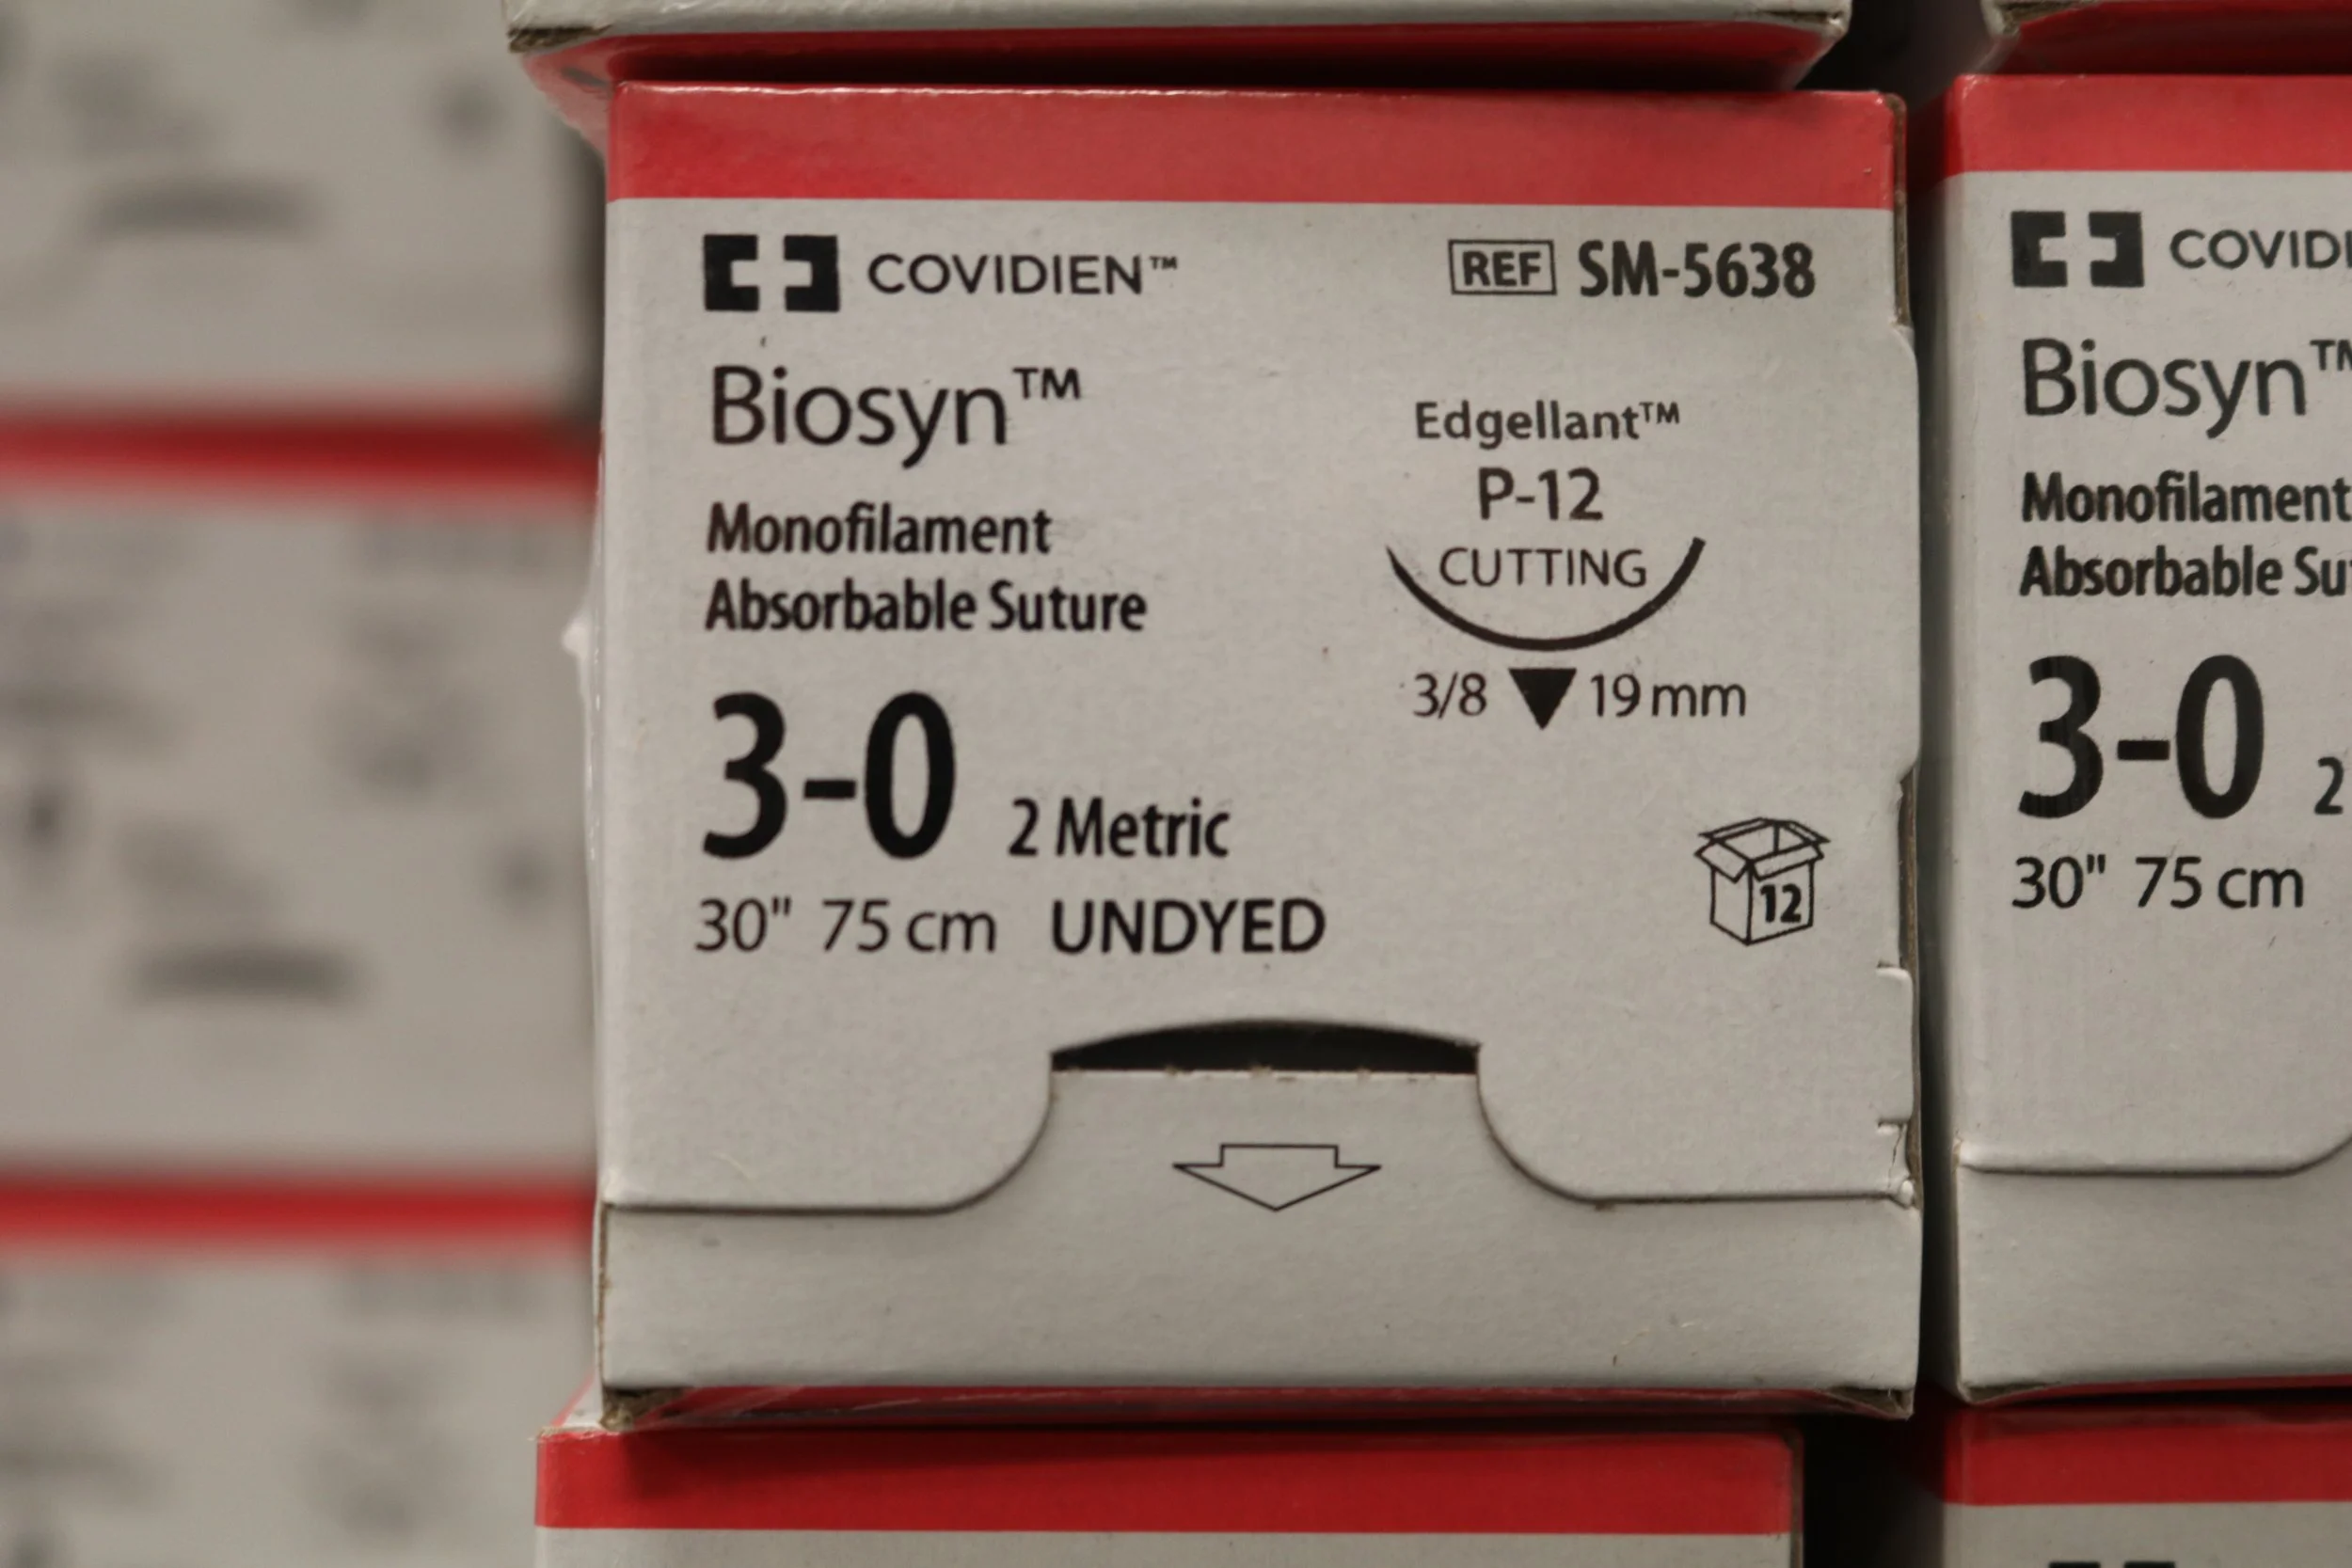 COVIDIEN™
REF SM-5638
Biosyn™
Edgellant™
P-12
CUTTING
3/8 19 mm
Monofilament
Absorbable Suture
3-0 2 Metric
30" 75 cm UNDYED
12
COVIDI
Biosyn™
Monofilament
Absorbable Su
3-0 2
30" 75 cm